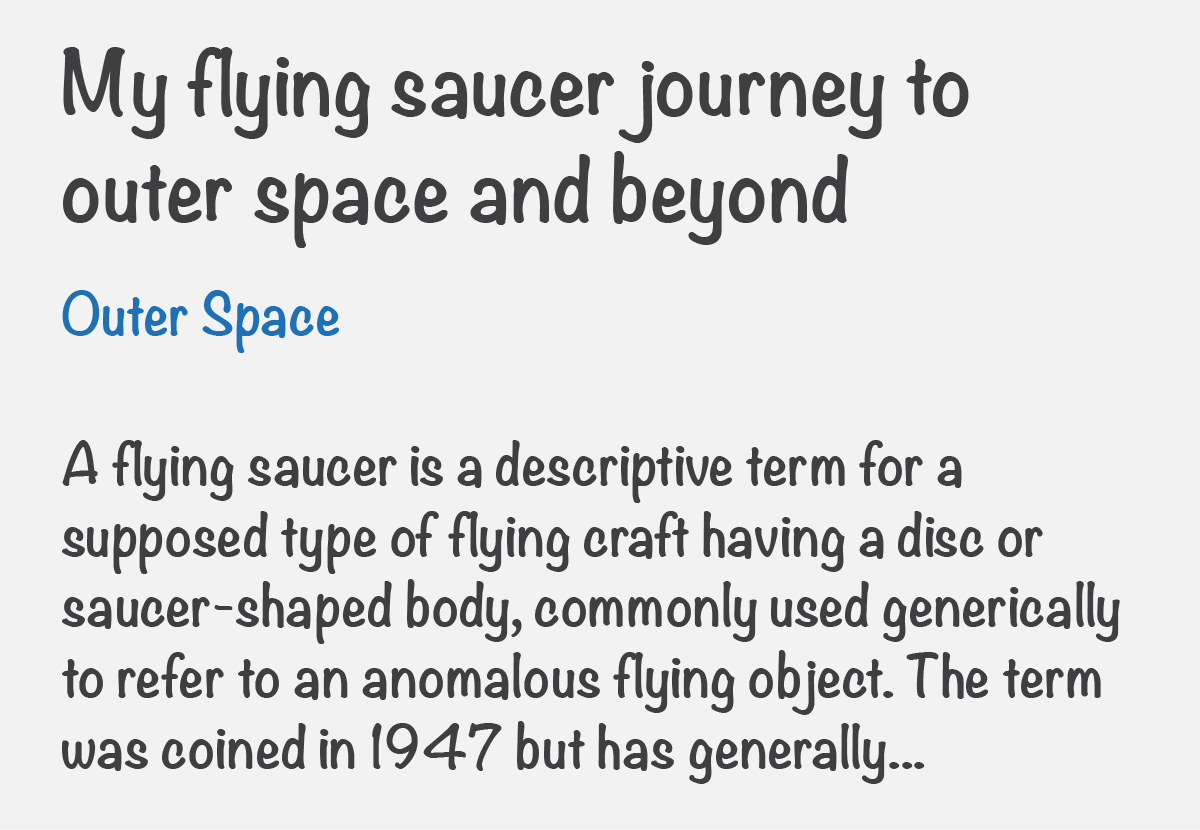 My flying saucer journey to
outer space and beyond
Outer Space
A flying saucer is a descriptive term for a
supposed type of flying craft having a disc or
saucer-shaped body, commonly used generically
to refer to an anomalous flying object. The term
was coined in 1947 but has generally...